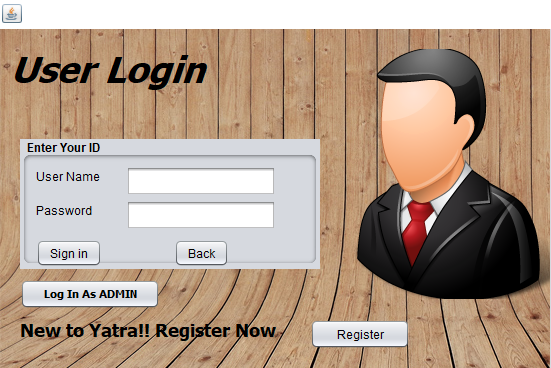 User Login
Enter Your ID
User Name
Password
Sign in Back
Log In As ADMIN
New to Yatra!! Register Now Register